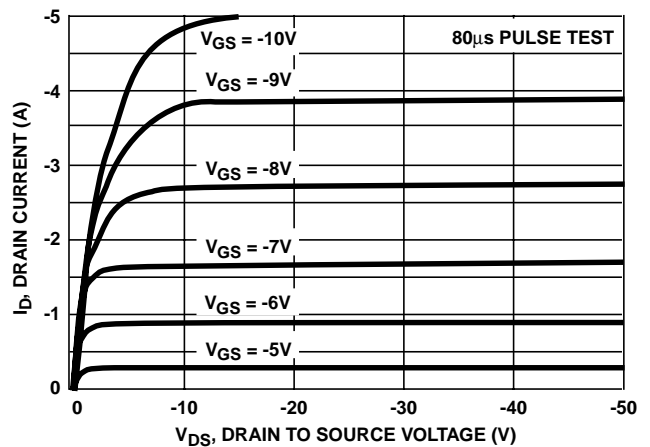 -5
-4
-3
-2
-1
0
I_D, DRAIN CURRENT (A)
V_GS = -10V
80µs PULSE TEST
V_GS = -9V
V_GS = -8V
V_GS = -7V
V_GS = -6V
V_GS = -5V
0 -10 -20 -30 -40 -50
V_DS, DRAIN TO SOURCE VOLTAGE (V)